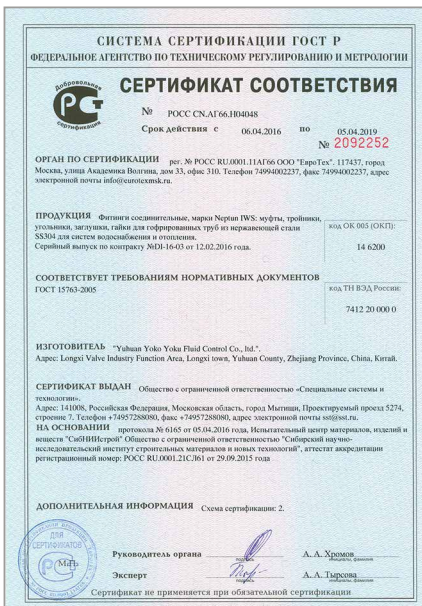 СИСТЕМА СЕРТИФИКАЦИИ ГОСТ Р
ФЕДЕРАЛЬНОЕ АГЕНТСТВО ПО ТЕХНИЧЕСКОМУ РЕГУЛИРОВАНИЮ И МЕТРОЛОГИИ
Добровольная
сертификация
СЕРТИФИКАТ СООТВЕТСТВИЯ
№ РОСС CN.АГ66.Н04048
Срок действия с 06.04.2016 по 05.04.2019
№ 2092252
ОРГАН ПО СЕРТИФИКАЦИИ рег. № РОСС RU.0001.11АГ66 ООО "ЕвроТех". 117437, город
Москва, улица Академика Волгина, дом 33, офис 310. Телефон 74994002237, факс 74994002237, адрес
электронной почты info@eurotexmsk.ru.
ПРОДУКЦИЯ Фитинги соединительные, марки Neptun IWS: муфты, тройники,
угольники, заглушки, гайки для гофрированных труб из нержавеющей стали
SS304 для систем водоснабжения и отопления.
Серийный выпуск по контракту №DI-16-03 от 12.02.2016 года.
код ОК 005 (ОКП):
14 6200
СООТВЕТСТВУЕТ ТРЕБОВАНИЯМ НОРМАТИВНЫХ ДОКУМЕНТОВ
ГОСТ 15763-2005
код ТН ВЭД России:
7412 20 000 0
ИЗГОТОВИТЕЛЬ "Yuhuan Yoko Yoku Fluid Control Co., ltd.".
Адрес: Longxi Valve Industry Function Area, Longxi town, Yuhuan County, Zhejiang Province, China, Китай.
СЕРТИФИКАТ ВЫДАН Общество с ограниченной ответственностью «Специальные системы и
технологии».
Адрес: 141008, Российская Федерация, Московская область, город Мытищи, Проектируемый проезд 5274,
строение 7. Телефон +74957288080, факс +74957288080, адрес электронной почты sst@sst.ru.
НА ОСНОВАНИИ протокола № 6165 от 05.04.2016 года, Испытательный центр материалов, изделий и
веществ "СибНИИстрой" Общество с ограниченной ответственностью "Сибирский научно-
исследовательский институт строительных материалов и новых технологий", аттестат аккредитации
регистрационный номер: РОСС RU.0001.21СЛ61 от 29.09.2015 года
ДОПОЛНИТЕЛЬНАЯ ИНФОРМАЦИЯ Схема сертификации: 2.
ДЛЯ
СЕРТИФИКАТОВ
Руководитель органа
подпись
А. А. Хромов
инициалы, фамилия
Эксперт
подпись
А. А. Тырсова
инициалы, фамилия
Сертификат не применяется при обязательной сертификации